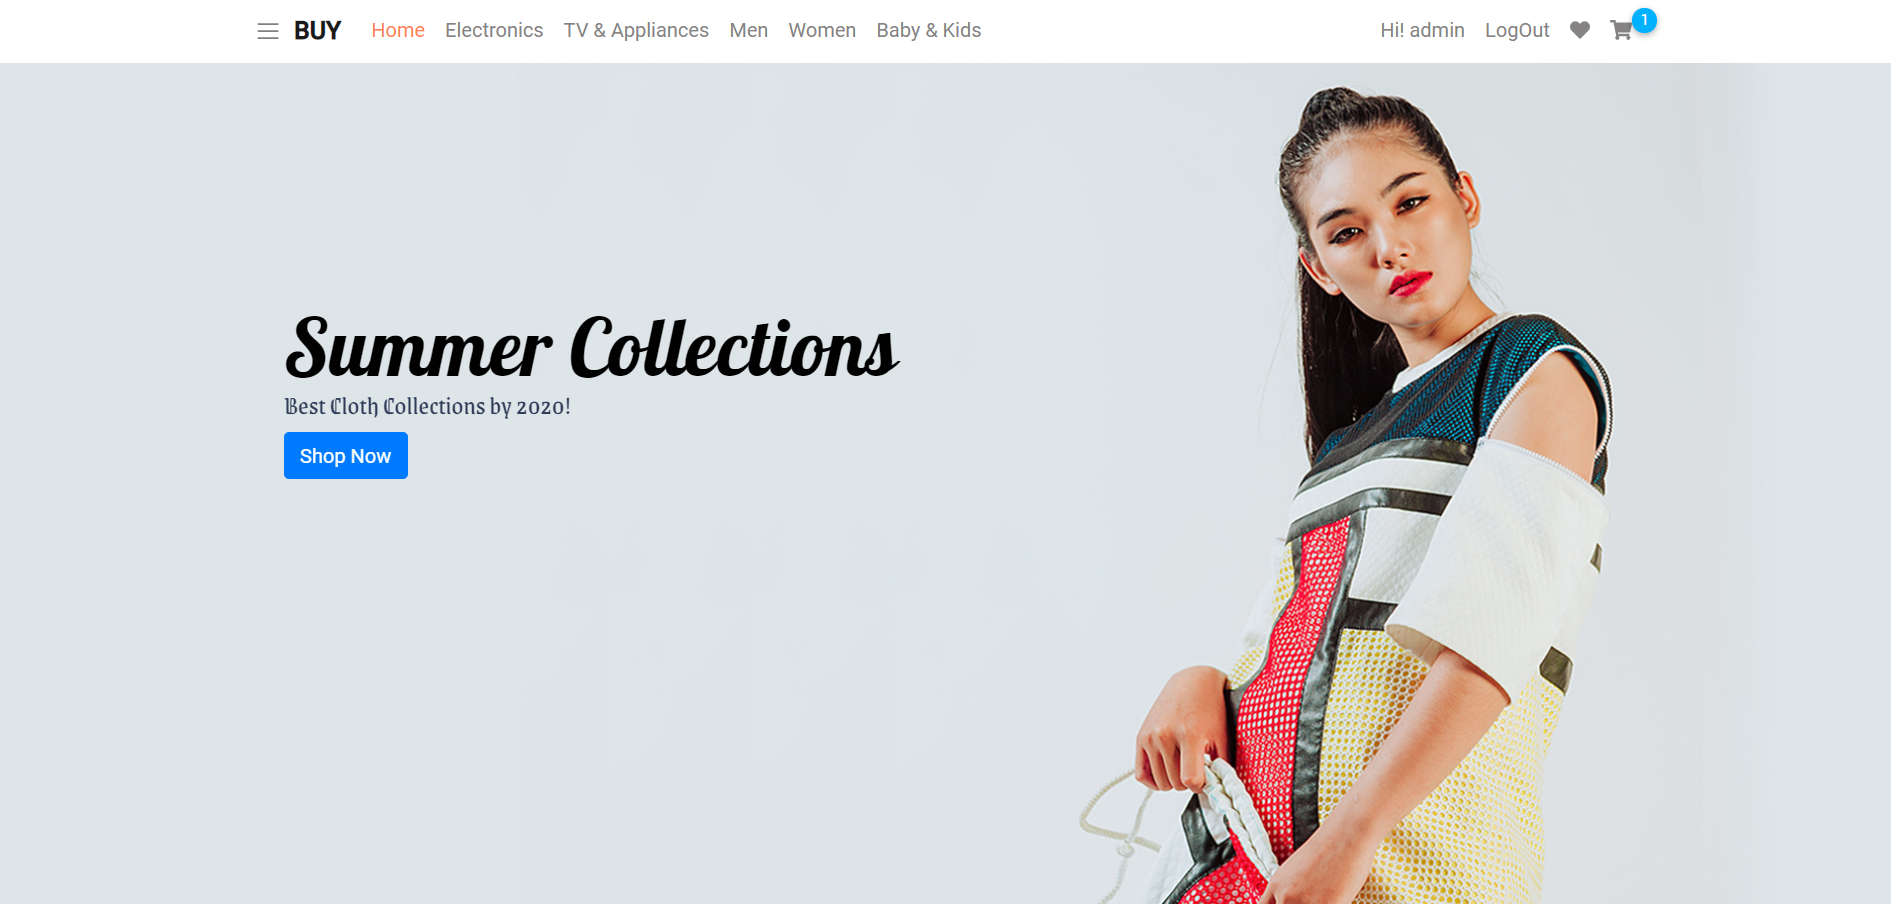 BUY Home Electronics TV & Appliances Men Women Baby & Kids Hi! admin LogOut 1
Summer Collections
Best Cloth Collections by 2020!
Shop Now